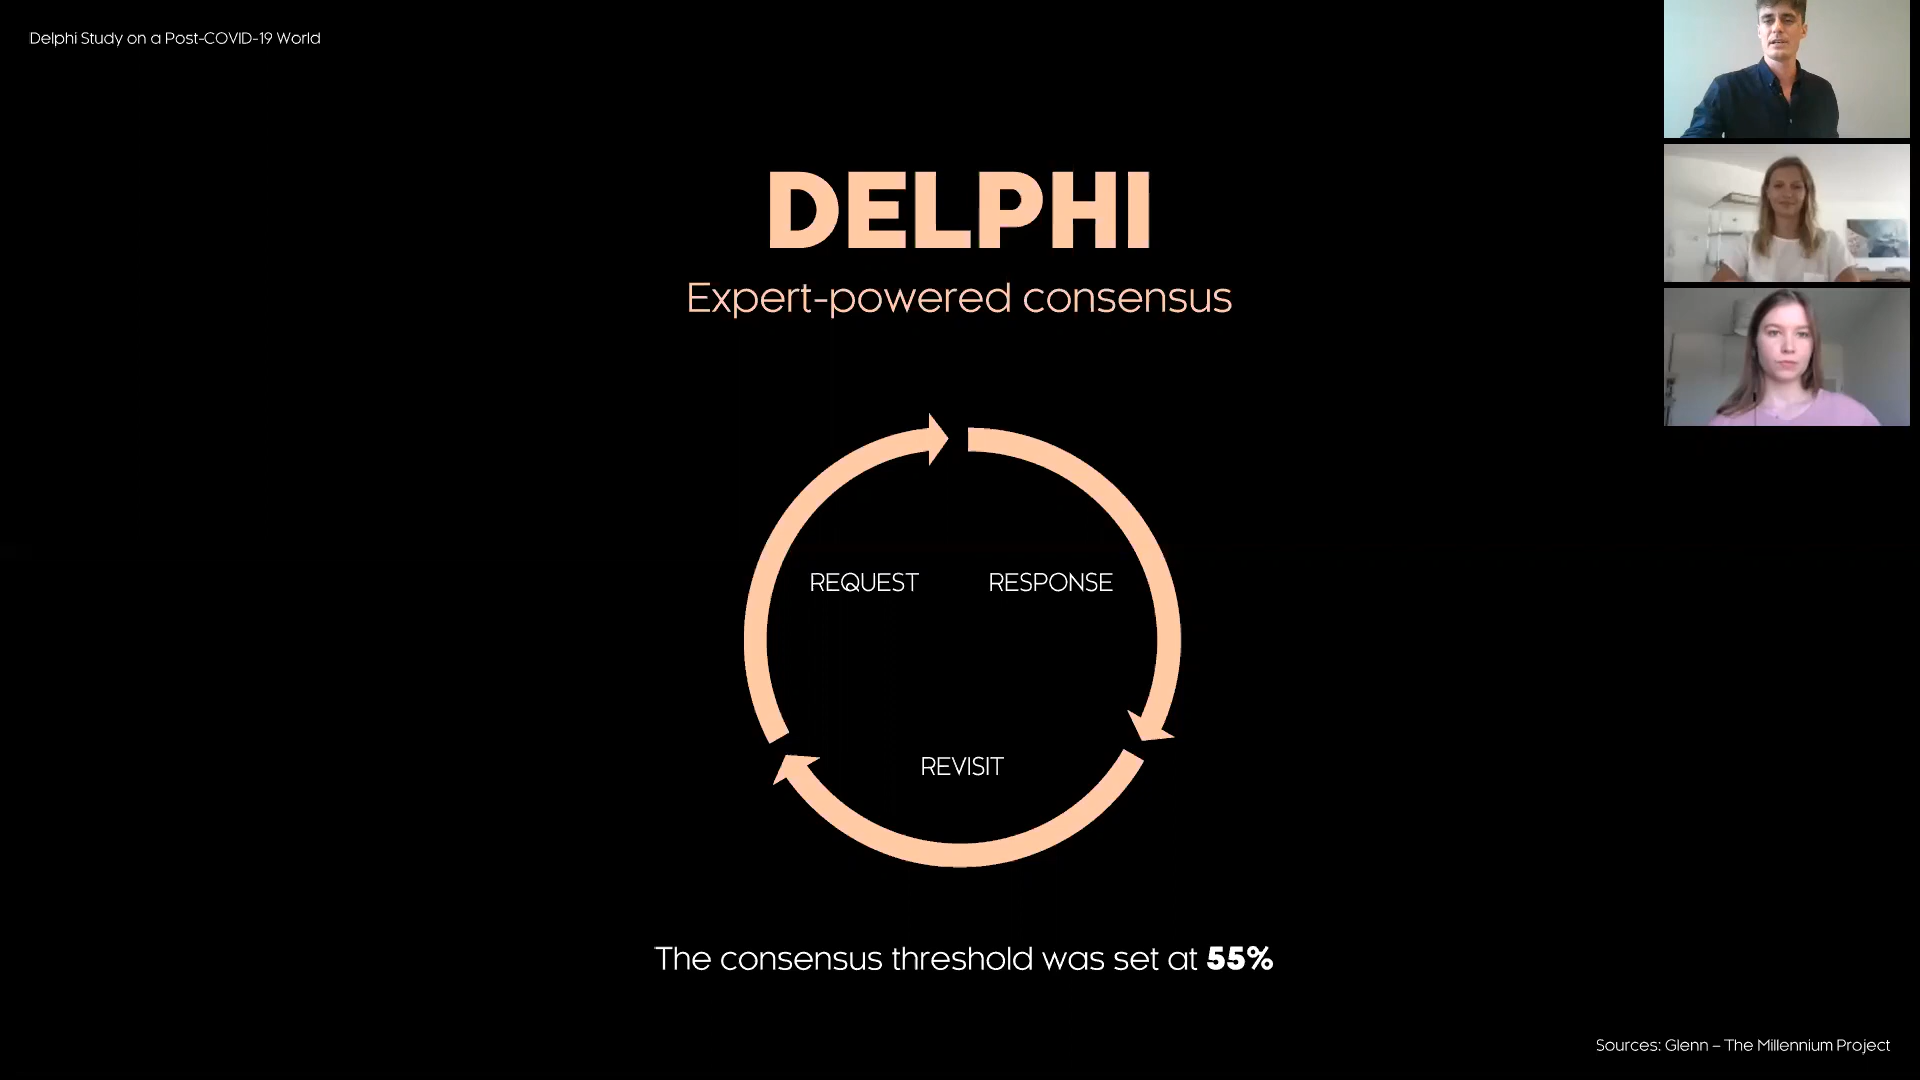 Delphi Study on a Post-COVID-19 World
DELPHI
Expert-powered consensus
REQUEST
RESPONSE
REVISIT
The consensus threshold was set at 55%
Sources: Glenn – The Millennium Project